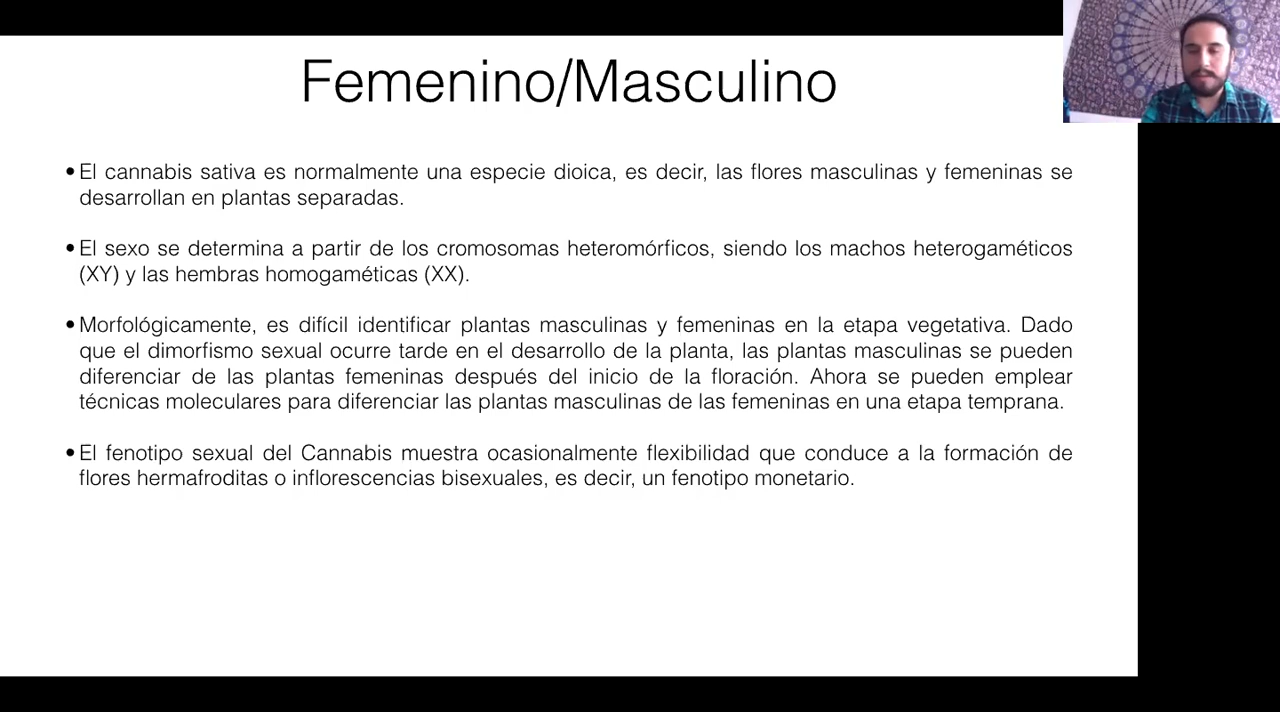 Femenino/Masculino
•El cannabis sativa es normalmente una especie dioica, es decir, las flores masculinas y femeninas se
desarrollan en plantas separadas.
•El sexo se determina a partir de los cromosomas heteromórficos, siendo los machos heterogaméticos
(XY) y las hembras homogaméticas (XX).
•Morfológicamente, es difícil identificar plantas masculinas y femeninas en la etapa vegetativa. Dado
que el dimorfismo sexual ocurre tarde en el desarrollo de la planta, las plantas masculinas se pueden
diferenciar de las plantas femeninas después del inicio de la floración. Ahora se pueden emplear
técnicas moleculares para diferenciar las plantas masculinas de las femeninas en una etapa temprana.
•El fenotipo sexual del Cannabis muestra ocasionalmente flexibilidad que conduce a la formación de
flores hermafroditas o inflorescencias bisexuales, es decir, un fenotipo monetario.